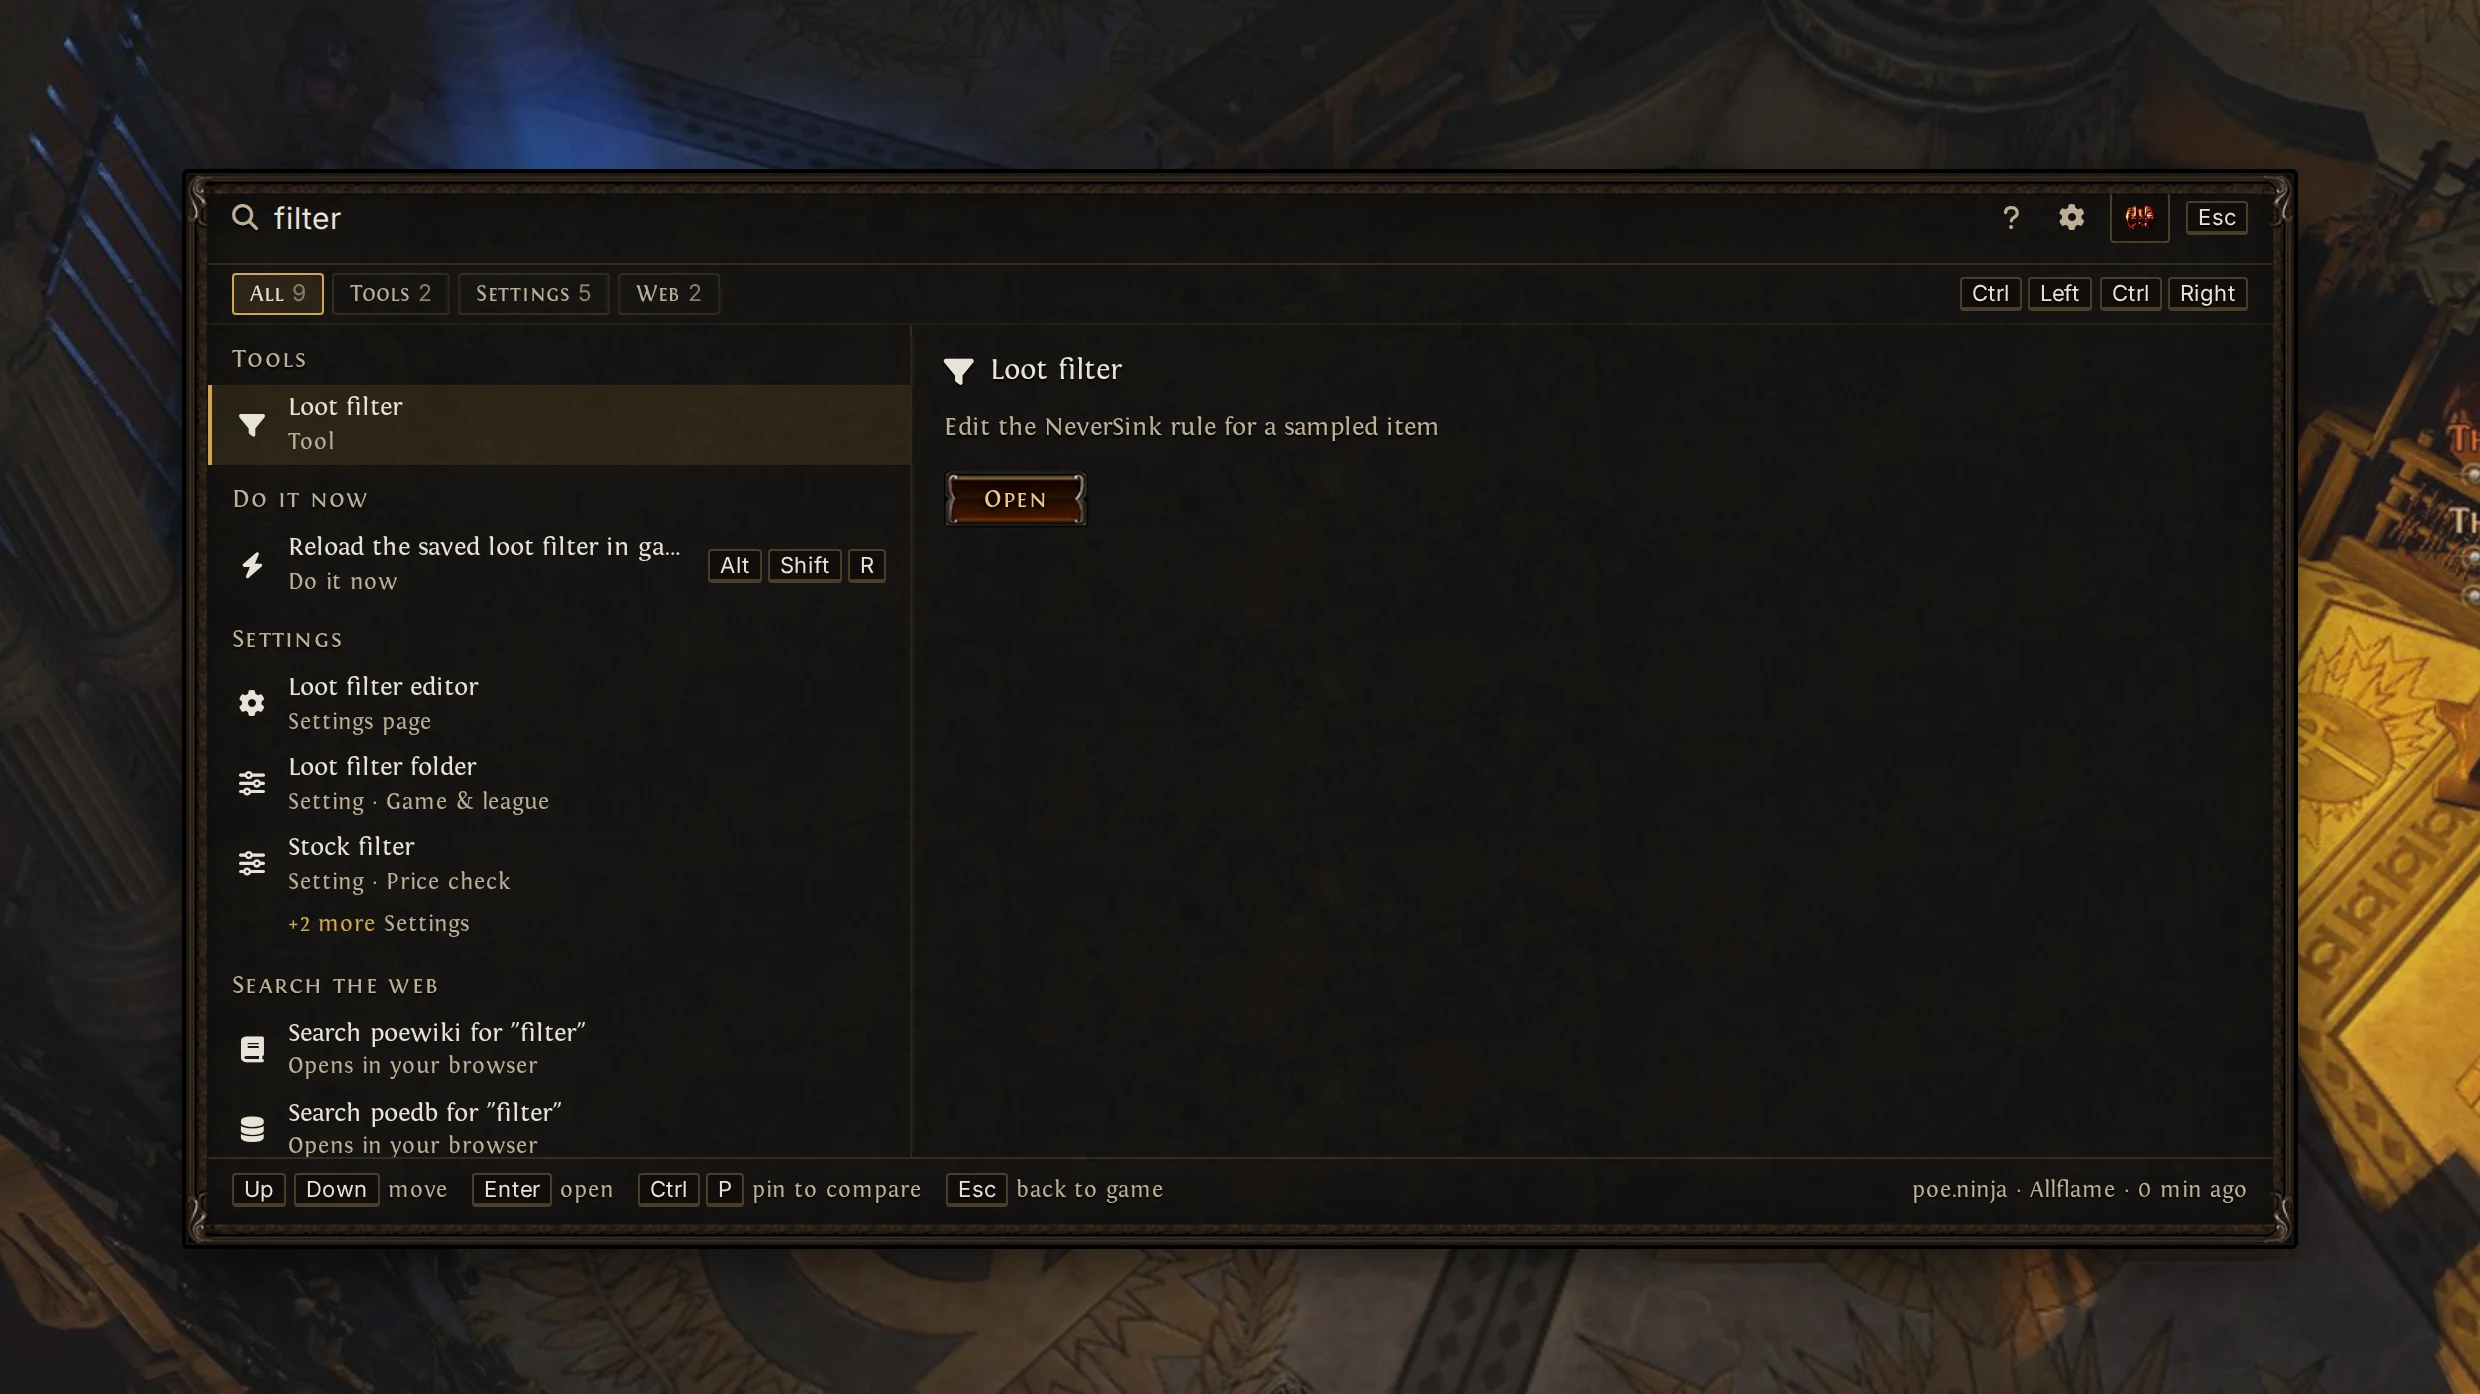 filter
?
Esc
All 9
Tools 2
Settings 5
Web 2
Ctrl Left Ctrl Right
Tools
Loot filter
Tool
Do it now
Reload the saved loot filter in ga...
Do it now
Alt Shift R
Settings
Loot filter editor
Settings page
Loot filter folder
Setting · Game & league
Stock filter
Setting · Price check
+2 more Settings
Search the web
Search poewiki for "filter"
Opens in your browser
Search poedb for "filter"
Opens in your browser
Loot filter
Edit the NeverSink rule for a sampled item
Open
Up Down move Enter open Ctrl P pin to compare Esc back to game
poe.ninja · Allflame · 0 min ago